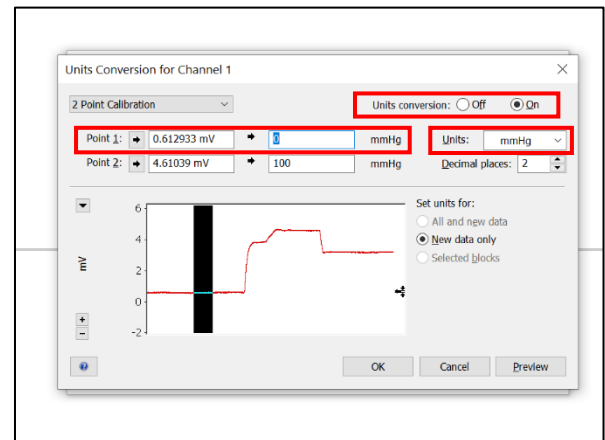 Units Conversion for Channel 1
2 Point Calibration Units conversion: Off On
Point 1: 0.612933 mV 0 mmHg Units: mmHg
Point 2: 4.61039 mV 100 mmHg Decimal places: 2
Set units for:
All and new data
New data only
Selected blocks
mV
6
4
2
0
-2
+
-
?
OK Cancel Preview